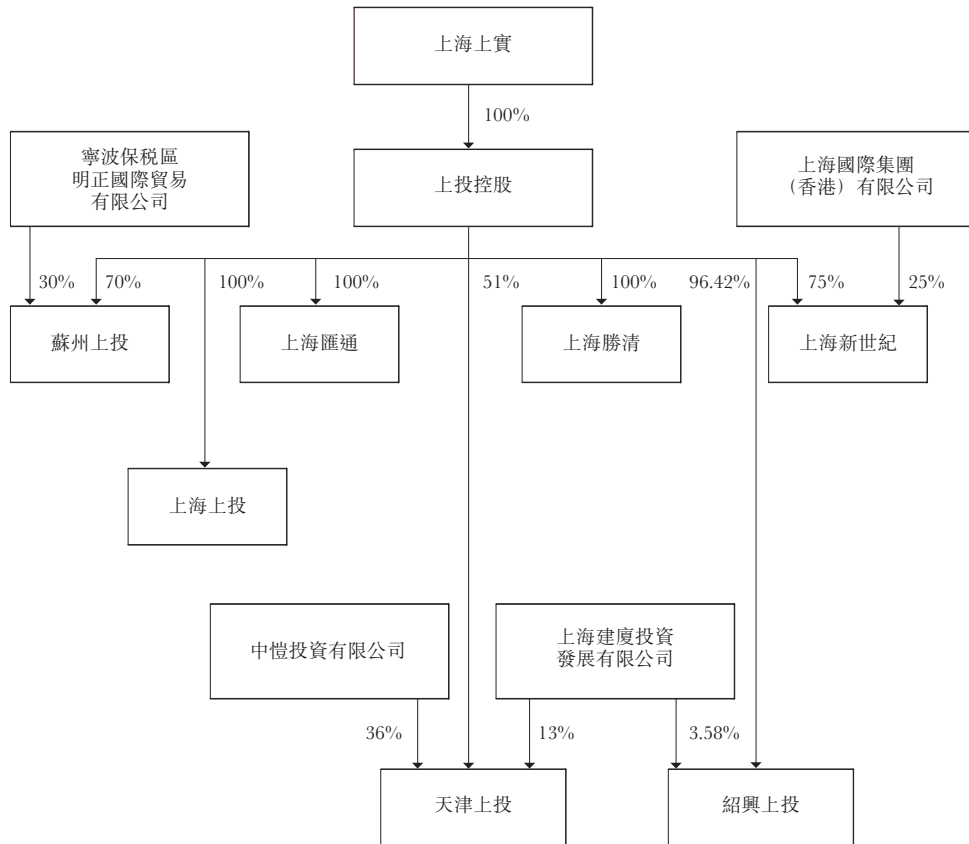 上海上實
100%
寧波保税區
明正國際貿易
有限公司
上投控股
上海國際集團
（香港）有限公司
30%
70%
100%
100%
51%
100%
96.42%
75%
25%
蘇州上投
上海匯通
上海勝清
上海新世紀
上海上投
中愷投資有限公司
上海建廈投資
發展有限公司
36%
13%
3.58%
天津上投
紹興上投